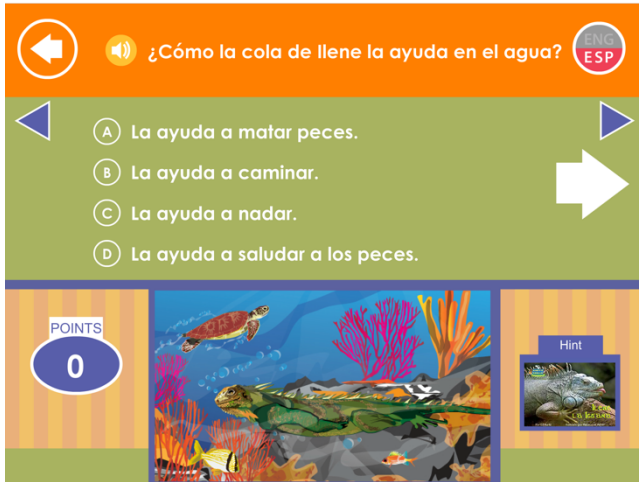 ¿Cómo la cola de llene la ayuda en el agua?
ENG
ESP
A La ayuda a matar peces.
B La ayuda a caminar.
C La ayuda a nadar.
D La ayuda a saludar a los peces.
POINTS
0
Hint